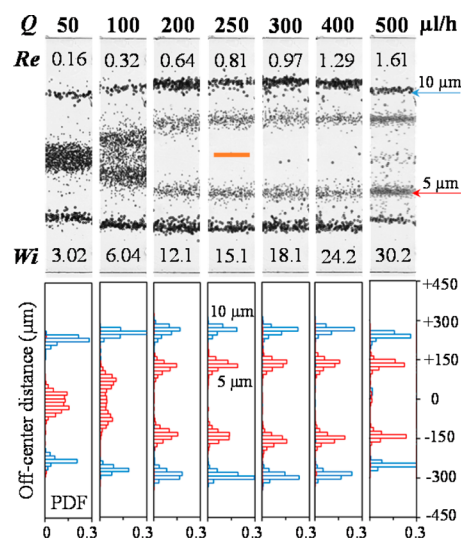 Q 50 100 200 250 300 400 500 μl/h
Re 0.16 0.32 0.64 0.81 0.97 1.29 1.61
10 μm
5 μm
Wi 3.02 6.04 12.1 15.1 18.1 24.2 30.2
Off-center distance (μm)
10 μm
5 μm
PDF
+450
+300
+150
0
-150
-300
-450
0 0.3 0.3 0.3 0.3 0.3 0.3 0.3